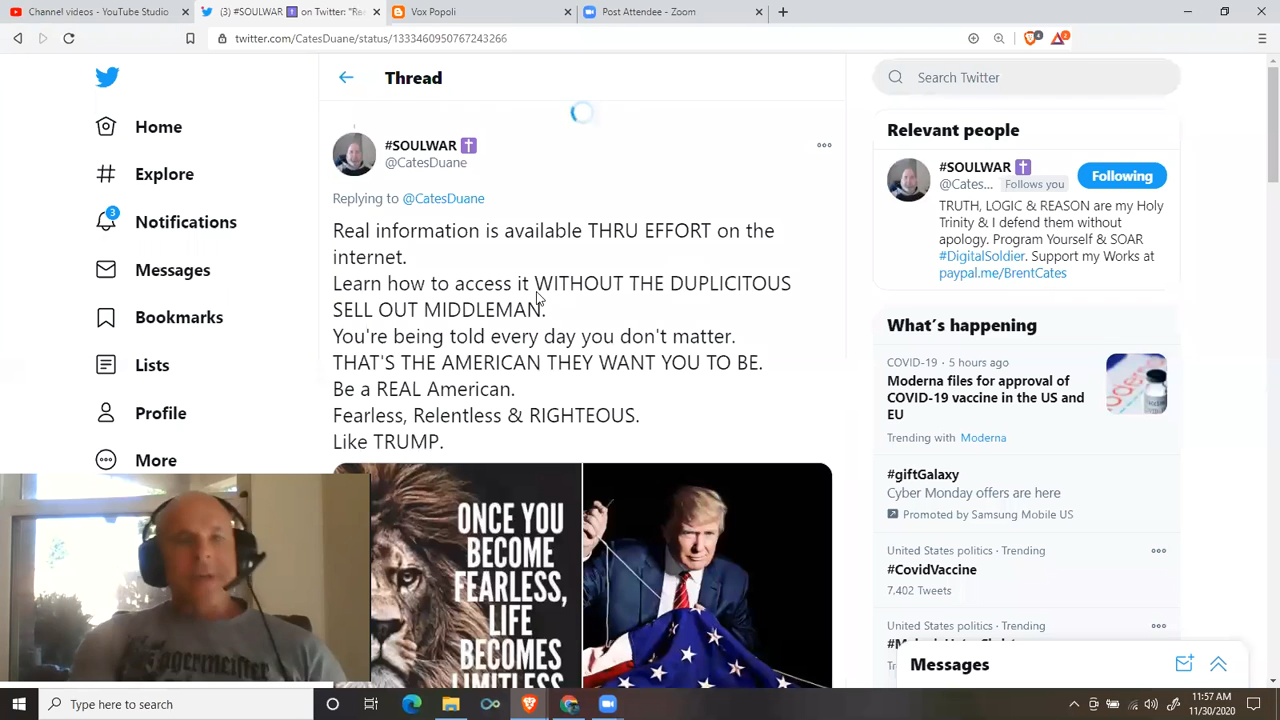 Channel videos - YouTube Studio
(3) #SOULWAR ✝ on Twitter: "Rea
Vox Popoli
Post Attendee - Zoom
twitter.com/CatesDuane/status/1333460950767243266
4
2
Home
Explore
3
Notifications
Messages
Bookmarks
Lists
Profile
More
Thread
#SOULWAR ✝
@CatesDuane
Replying to @CatesDuane
Real information is available THRU EFFORT on the
internet.
Learn how to access it WITHOUT THE DUPLICITOUS
SELL OUT MIDDLEMAN.
You're being told every day you don't matter.
THAT'S THE AMERICAN THEY WANT YOU TO BE.
Be a REAL American.
Fearless, Relentless & RIGHTEOUS.
Like TRUMP.
ONCE YOU
BECOME
FEARLESS,
LIFE
BECOMES
LIMITLESS
Jägermeister
Search Twitter
Relevant people
#SOULWAR ✝
@Cates... Follows you
Following
TRUTH, LOGIC & REASON are my Holy
Trinity & I defend them without
apology. Program Yourself & SOAR
#DigitalSoldier. Support my Works at
paypal.me/BrentCates
What's happening
COVID-19 · 5 hours ago
Moderna files for approval of
COVID-19 vaccine in the US and
EU
Trending with Moderna
#giftGalaxy
Cyber Monday offers are here
Promoted by Samsung Mobile US
United States politics · Trending
#CovidVaccine
7,402 Tweets
United States politics · Trending
Messages
Type here to search
11:57 AM
11/30/2020